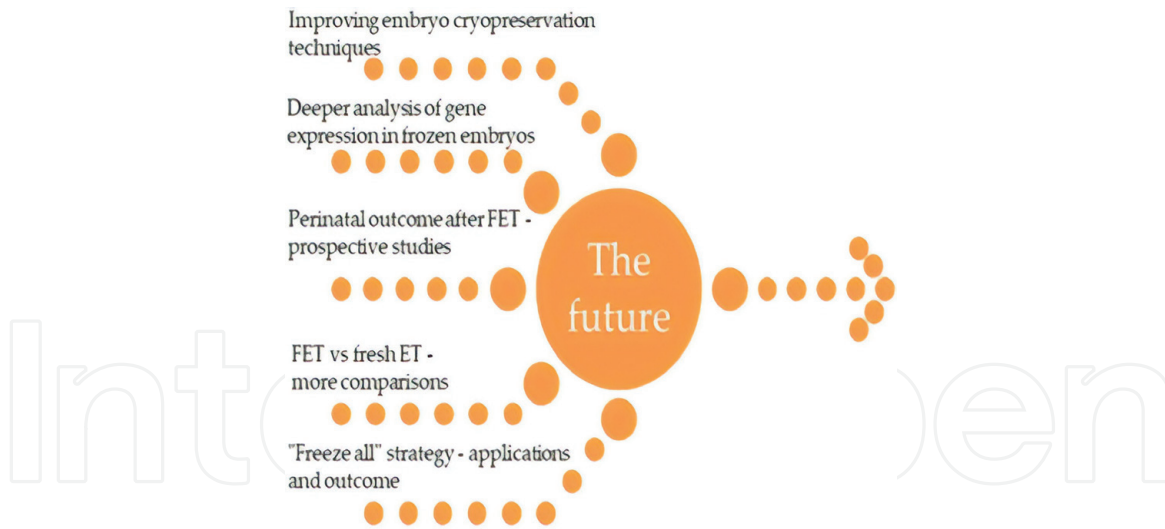 Improving embryo cryopreservation
techniques
Deeper analysis of gene
expression in frozen embryos
Perinatal outcome after FET -
prospective studies
The
future
FET vs fresh ET -
more comparisons
"Freeze all" strategy - applications
and outcome